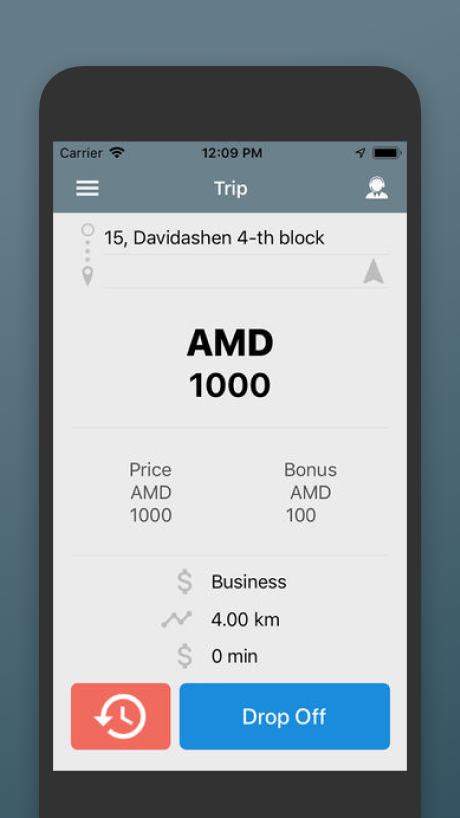 Carrier 12:09 PM
Trip
15, Davidashen 4-th block
AMD
1000
Price Bonus
AMD AMD
1000 100
Business
4.00 km
0 min
Drop Off